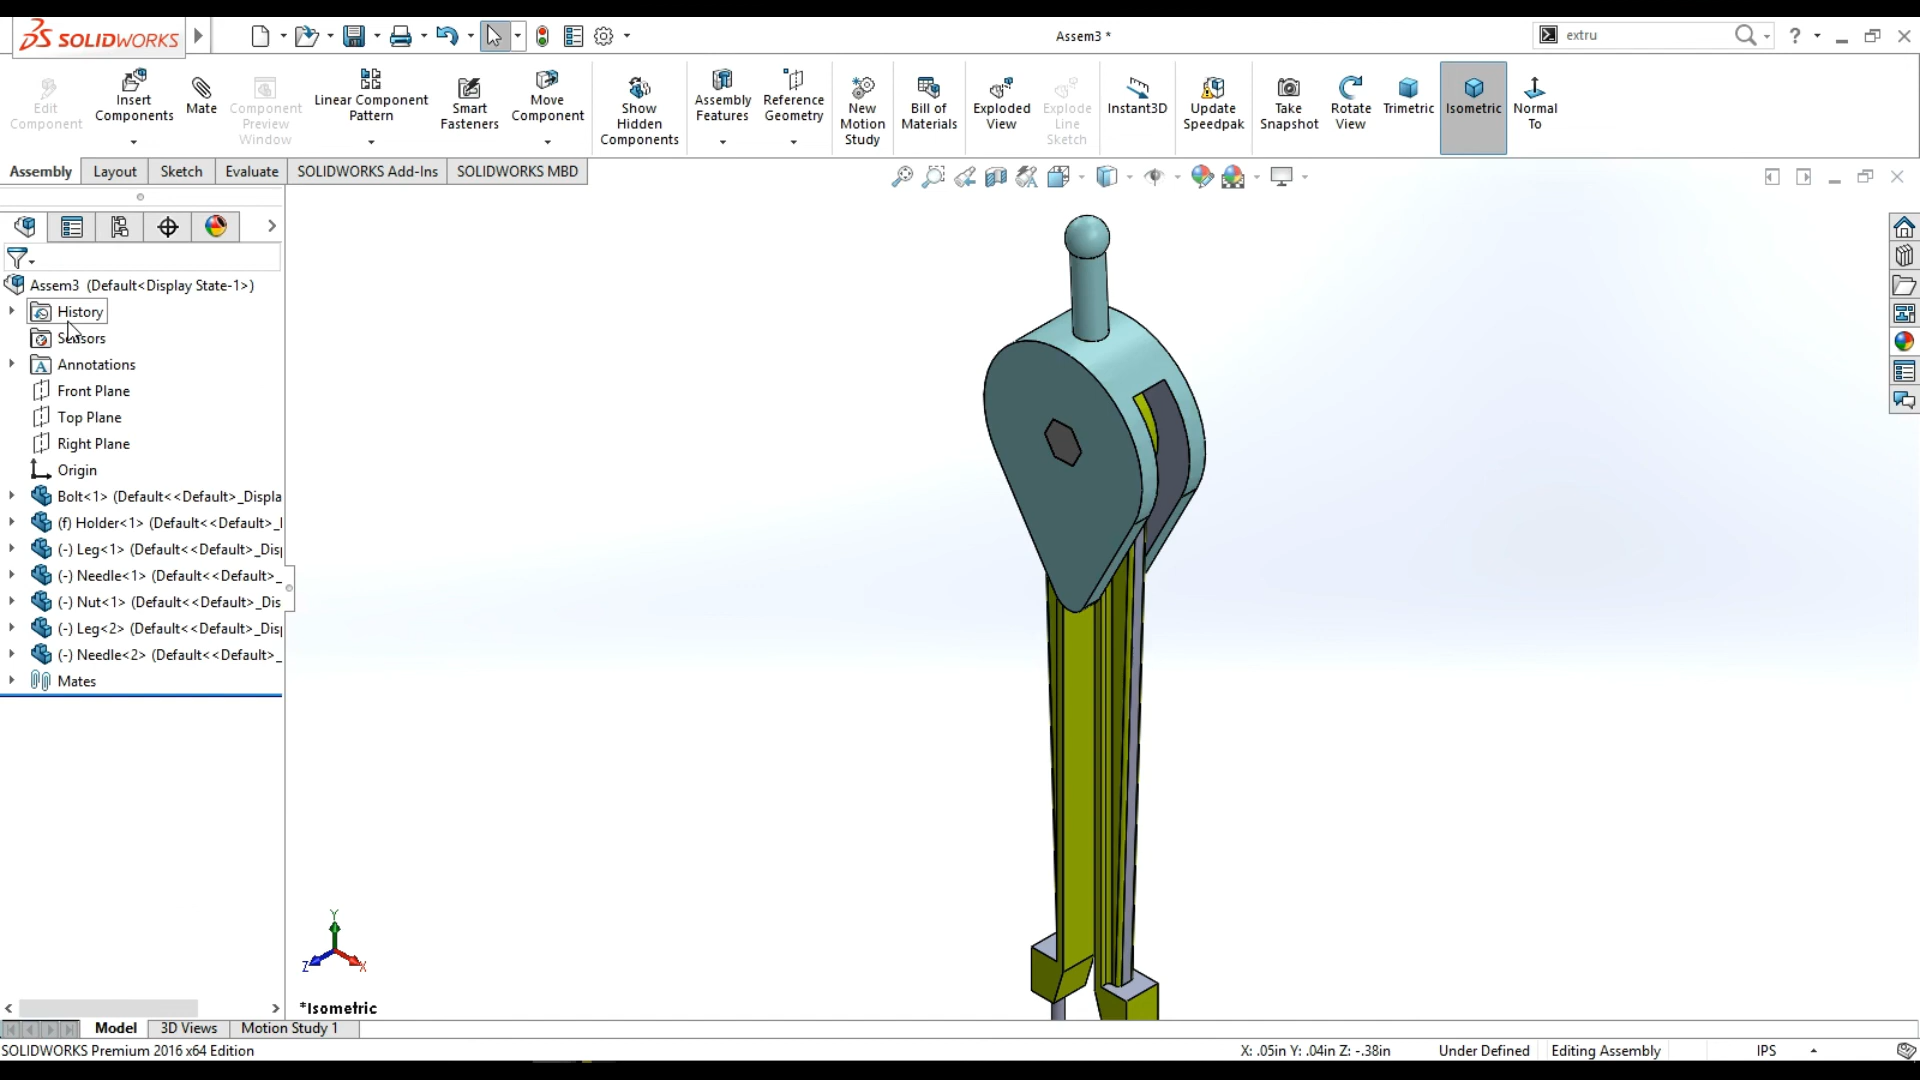 SOLIDWORKS
Assem3 *
extru
?
Edit Component
Insert Components
Mate
Component Preview Window
Linear Component Pattern
Smart Fasteners
Move Component
Show Hidden Components
Assembly Features
Reference Geometry
New Motion Study
Bill of Materials
Exploded View
Explode Line Sketch
Instant3D
Update Speedpak
Take Snapshot
Rotate View
Trimetric
Isometric
Normal To
Assembly
Layout
Sketch
Evaluate
SOLIDWORKS Add-Ins
SOLIDWORKS MBD
Assem3 (Default<Display State-1>)
History
Sensors
Annotations
Front Plane
Top Plane
Right Plane
Origin
Bolt<1> (Default<<Default>_Displa
(f) Holder<1> (Default<<Default>_
(-) Leg<1> (Default<<Default>_Dis
(-) Needle<1> (Default<<Default>_
(-) Nut<1> (Default<<Default>_Dis
(-) Leg<2> (Default<<Default>_Dis
(-) Needle<2> (Default<<Default>_
Mates
Y
Z
X
*Isometric
Model
3D Views
Motion Study 1
SOLIDWORKS Premium 2016 x64 Edition
X: .05in Y: .04in Z: -.38in
Under Defined
Editing Assembly
IPS